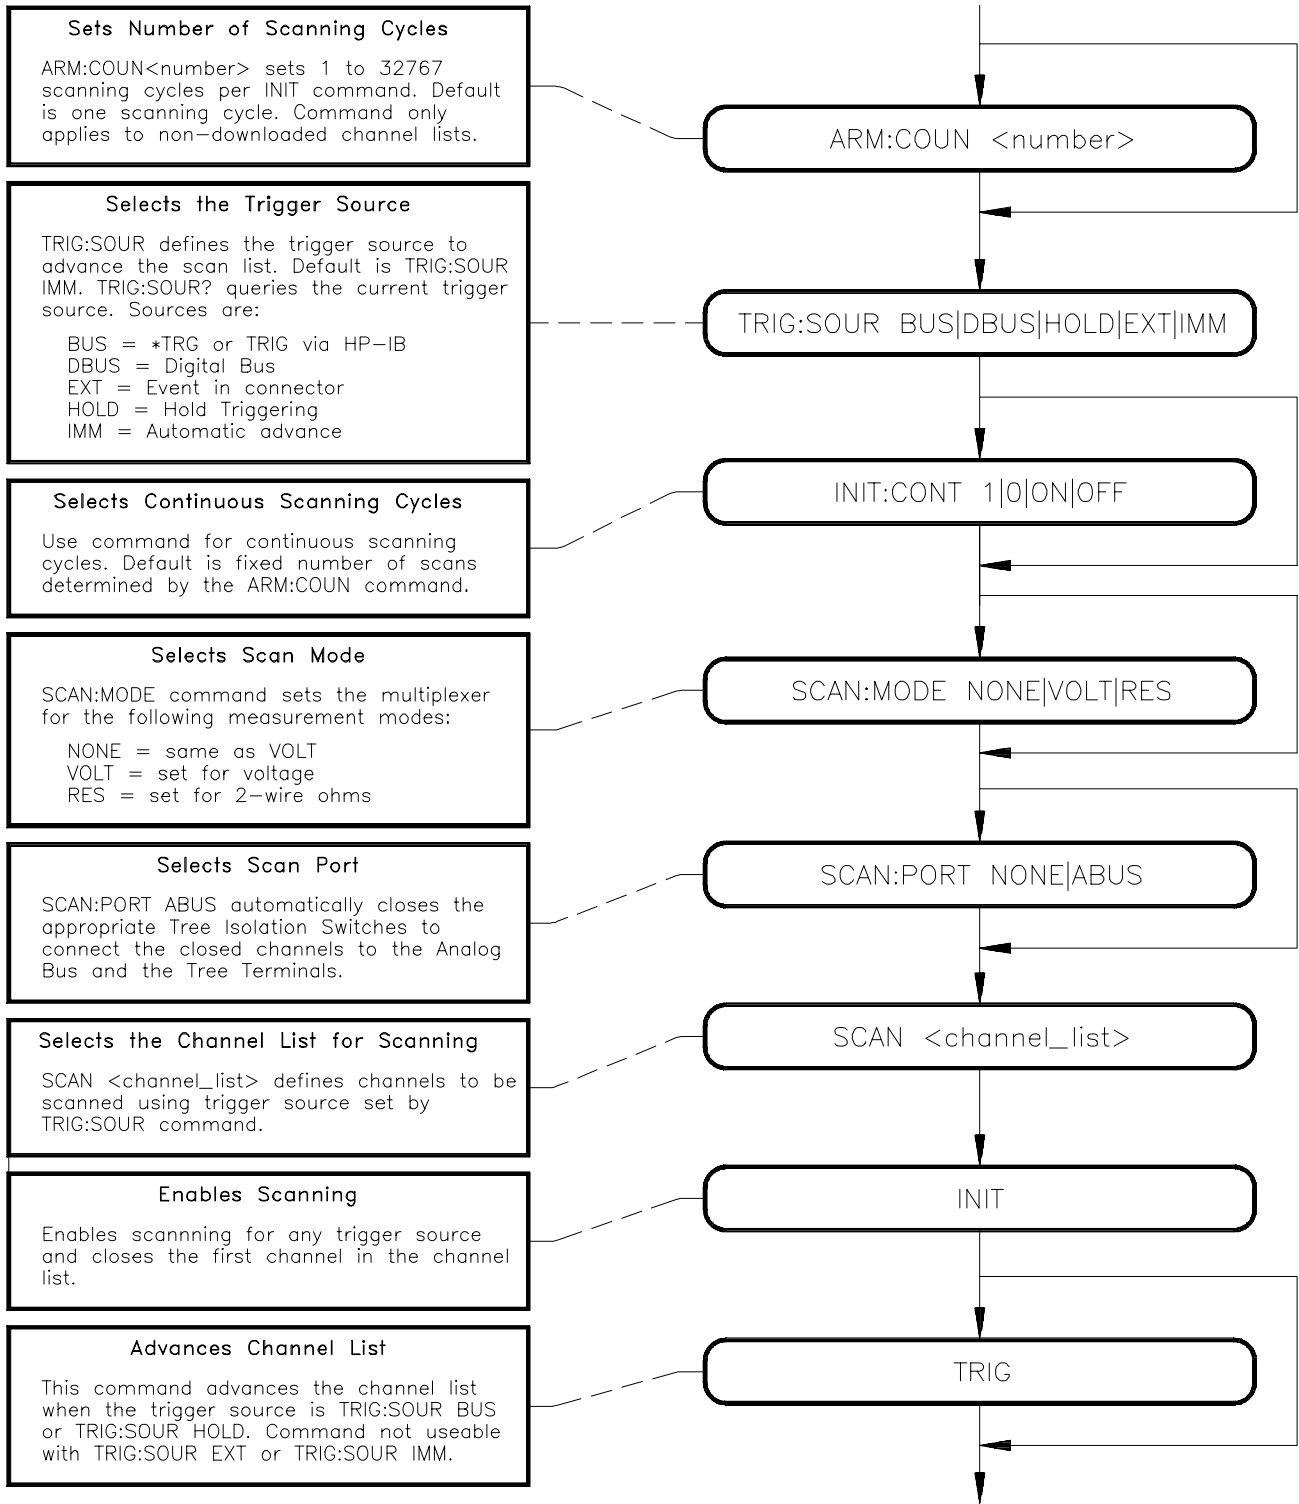 Sets Number of Scanning Cycles
ARM:COUN<number> sets 1 to 32767
scanning cycles per INIT command. Default
is one scanning cycle. Command only
applies to non-downloaded channel lists.
ARM:COUN <number>
Selects the Trigger Source
TRIG:SOUR defines the trigger source to
advance the scan list. Default is TRIG:SOUR
IMM. TRIG:SOUR? queries the current trigger
source. Sources are:
BUS = *TRG or TRIG via HP-IB
DBUS = Digital Bus
EXT = Event in connector
HOLD = Hold Triggering
IMM = Automatic advance
TRIG:SOUR BUS|DBUS|HOLD|EXT|IMM
Selects Continuous Scanning Cycles
Use command for continuous scanning
cycles. Default is fixed number of scans
determined by the ARM:COUN command.
INIT:CONT 1|0|ON|OFF
Selects Scan Mode
SCAN:MODE command sets the multiplexer
for the following measurement modes:
NONE = same as VOLT
VOLT = set for voltage
RES = set for 2-wire ohms
SCAN:MODE NONE|VOLT|RES
Selects Scan Port
SCAN:PORT ABUS automatically closes the
appropriate Tree Isolation Switches to
connect the closed channels to the Analog
Bus and the Tree Terminals.
SCAN:PORT NONE|ABUS
Selects the Channel List for Scanning
SCAN <channel_list> defines channels to be
scanned using trigger source set by
TRIG:SOUR command.
SCAN <channel_list>
Enables Scanning
Enables scannning for any trigger source
and closes the first channel in the channel
list.
INIT
Advances Channel List
This command advances the channel list
when the trigger source is TRIG:SOUR BUS
or TRIG:SOUR HOLD. Command not useable
with TRIG:SOUR EXT or TRIG:SOUR IMM.
TRIG